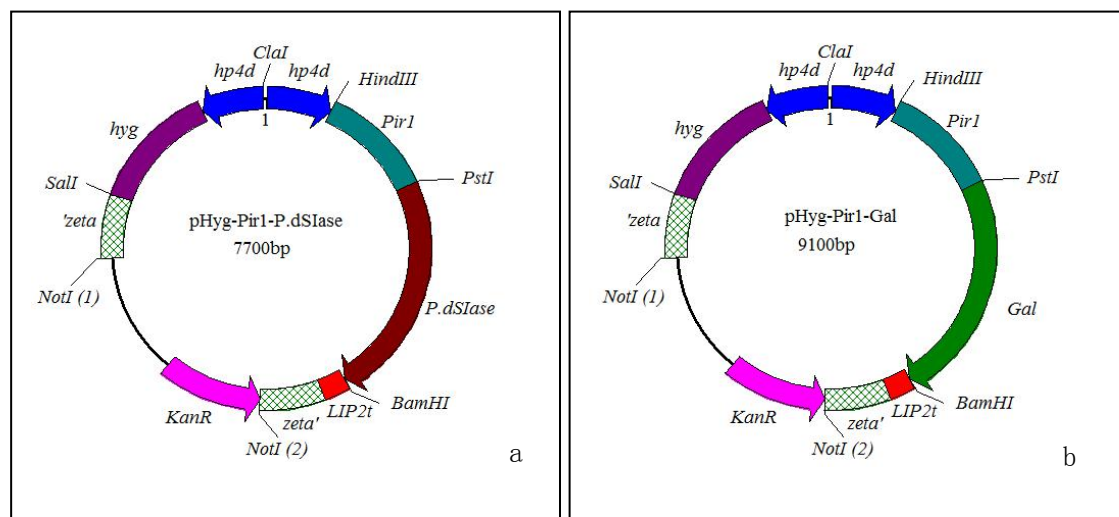 ClaI
hp4d hp4d
HindIII
1
Pir1
hyg
PstI
SalI
'zeta
pHyg-Pir1-P.dSIase
7700bp
NotI (1)
P.dSIase
KanR
LIP2t
BamHI
zeta'
NotI (2)
a
ClaI
hp4d hp4d
HindIII
1
Pir1
hyg
PstI
SalI
'zeta
pHyg-Pir1-Gal
9100bp
NotI (1)
Gal
KanR
LIP2t
BamHI
zeta'
NotI (2)
b